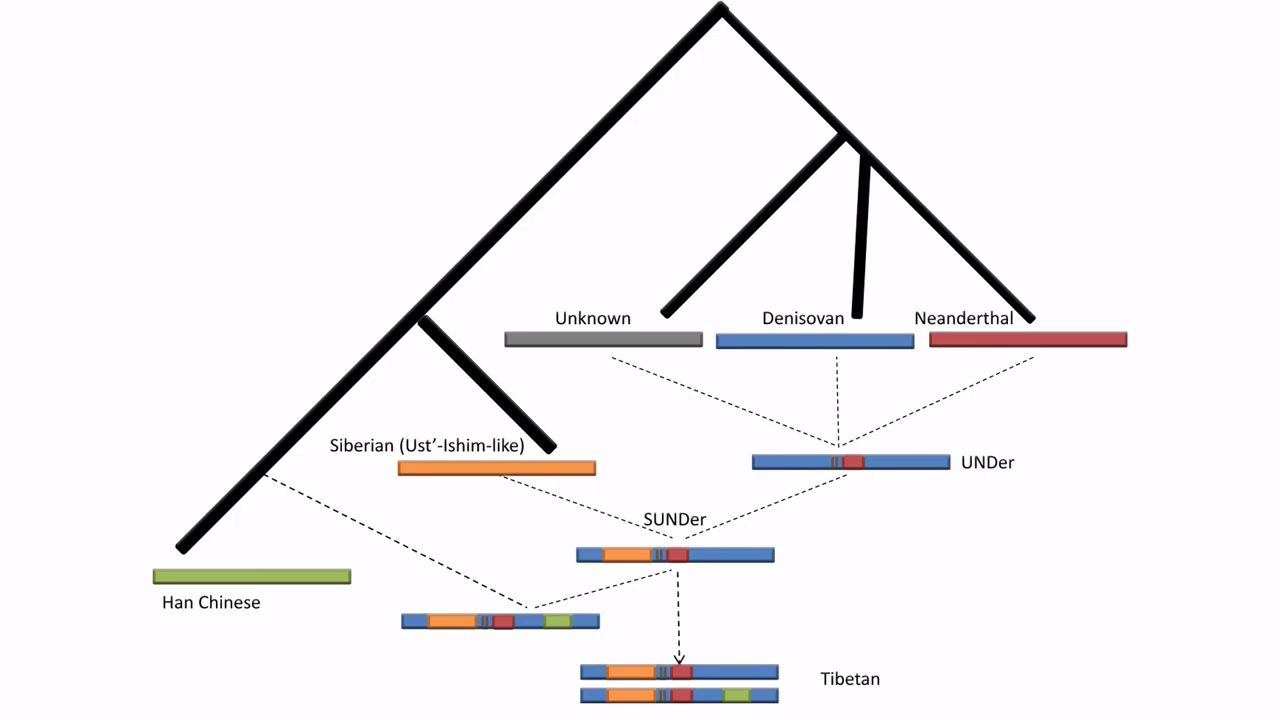 Unknown
Denisovan
Neanderthal
Siberian (Ust’-Ishim-like)
UNDer
SUNDer
Han Chinese
Tibetan